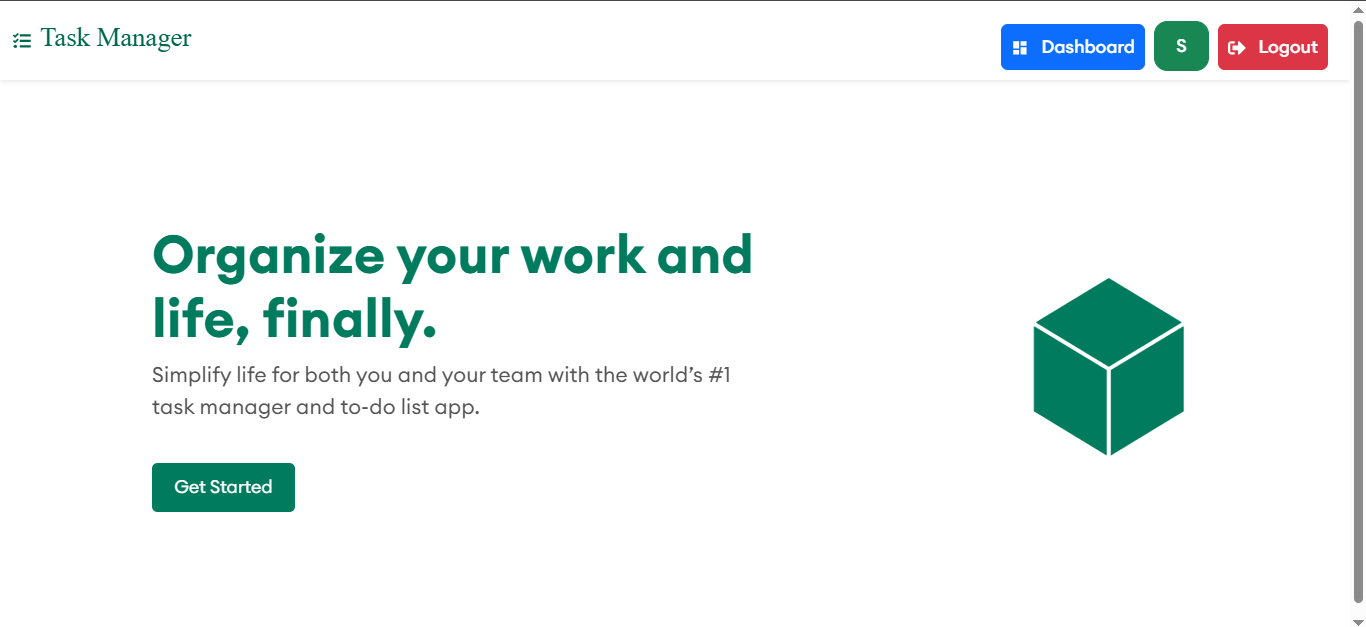 Task Manager
Dashboard
S
Logout
Organize your work and
life, finally.
Simplify life for both you and your team with the world’s #1
task manager and to-do list app.
Get Started